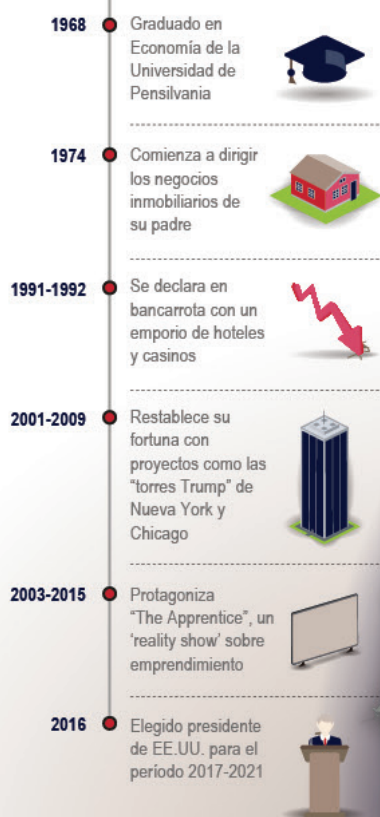 1968
Graduado en
Economía de la
Universidad de
Pensilvania
1974
Comienza a dirigir
los negocios
inmobiliarios de
su padre
1991-1992
Se declara en
bancarrota con un
emporio de hoteles
y casinos
2001-2009
Restablece su
fortuna con
proyectos como las
“torres Trump” de
Nueva York y
Chicago
2003-2015
Protagoniza
“The Apprentice”, un
‘reality show’ sobre
emprendimiento
2016
Elegido presidente
de EE.UU. para el
período 2017-2021